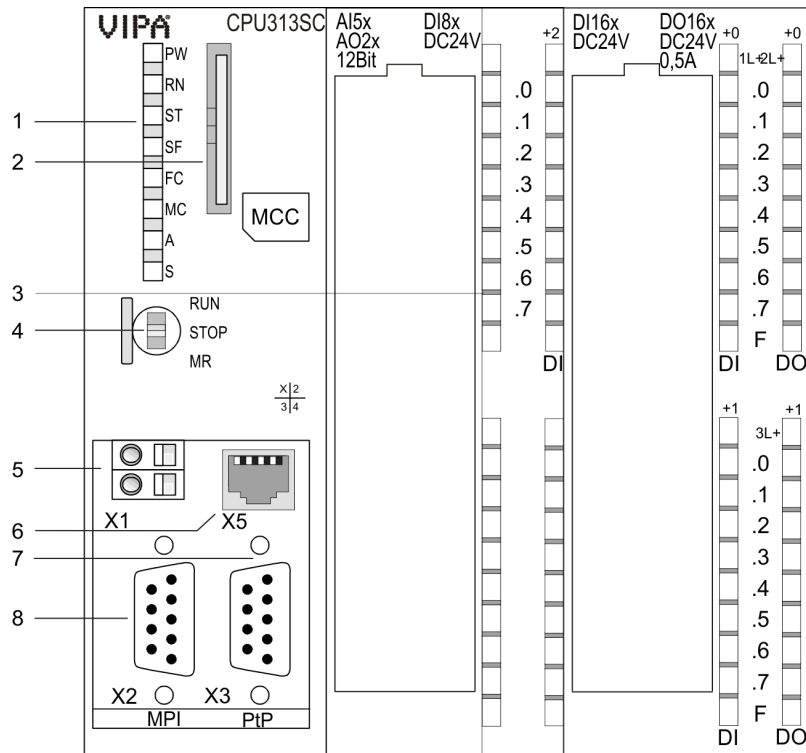 VIPA CPU313SC
PW
RN
ST
SF
FC
MC
A
S
MCC
1
2
3
4
5
6
7
8
RUN
STOP
MR
X 2
3 4
X1
X5
X2
X3
MPI
PtP
AI5x DI8x
AO2x DC24V
12Bit
+2
.0
.1
.2
.3
.4
.5
.6
.7
DI
DI16x DO16x
DC24V DC24V
0,5A
+0 +0
1L+ 2L+
.0
.1
.2
.3
.4
.5
.6
.7
F
DI DO
+1 +1
3L+
.0
.1
.2
.3
.4
.5
.6
.7
F
DI DO